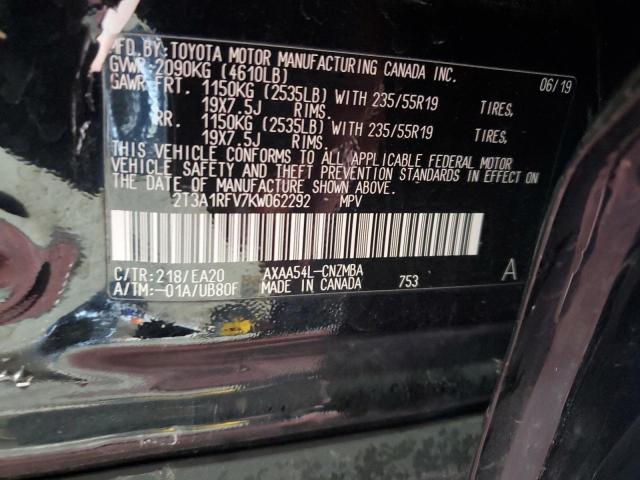 MFD.BY:TOYOTA MOTOR MANUFACTURING CANADA INC.
GVWR 2090KG (4610LB) 06/19
GAWR FRT. 1150KG (2535LB) WITH 235/55R19 TIRES,
19X7.5J RIMS.
RR. 1150KG (2535LB) WITH 235/55R19 TIRES,
19X7.5J RIMS.
THIS VEHICLE CONFORMS TO ALL APPLICABLE FEDERAL MOTOR
VEHICLE SAFETY AND THEFT PREVENTION STANDARDS IN EFFECT ON
THE DATE OF MANUFACTURE SHOWN ABOVE.
2T3A1RFV7KW062292 MPV
C/TR:218/EA20 AXAA54L-CNZMBA A
A/TM:-01A/UB80F MADE IN CANADA 753